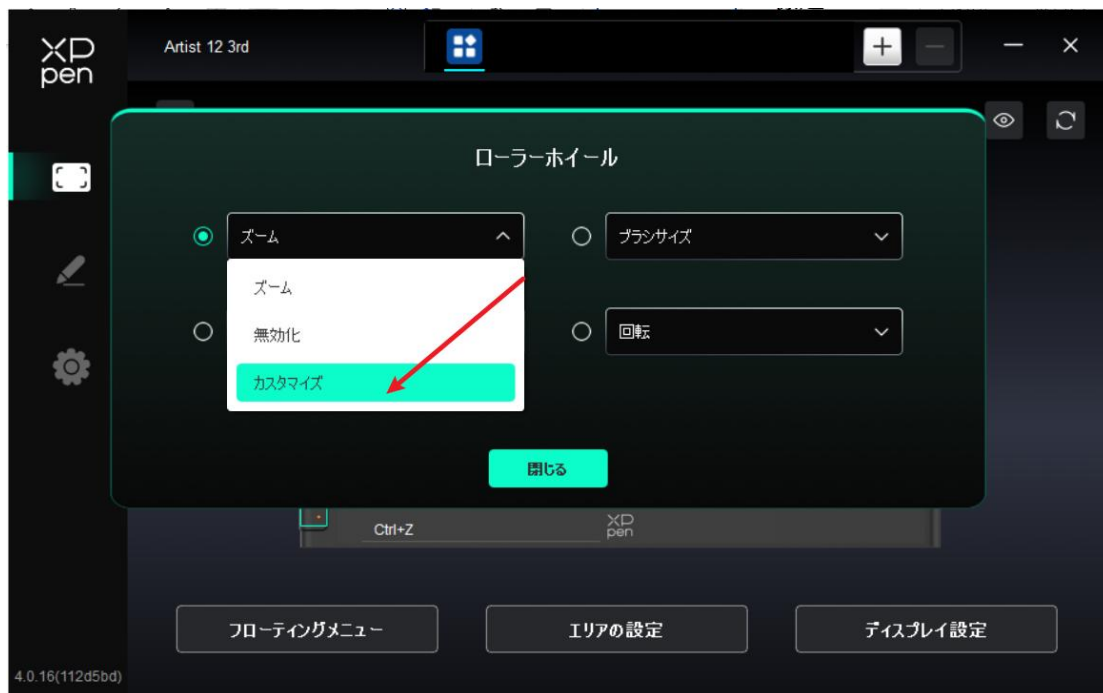 XP
pen
Artist 12 3rd
ローラーホイール
ズーム
ブラシサイズ
ズーム
無効化
回転
カスタマイズ
閉じる
Ctrl+Z
XP
pen
フローティングメニュー
エリアの設定
ディスプレイ設定
4.0.16(112d5bd)